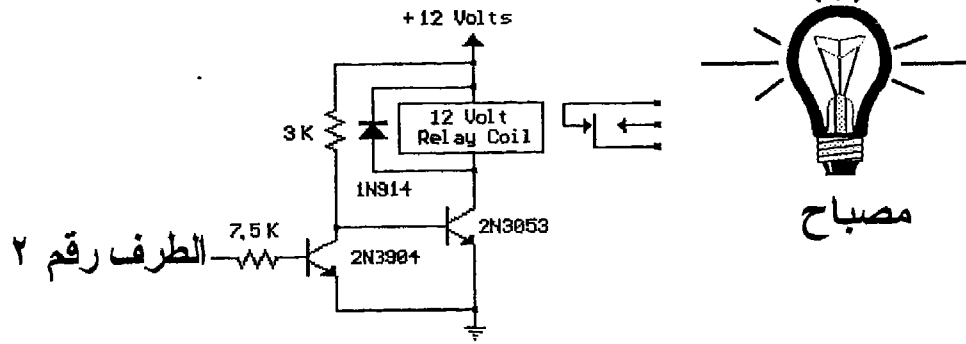 +12 Volts
3K
12 Volt
Relay Coil
1N914
2N3053
7.5K
2N3904
الطرف رقم ٢
مصباح